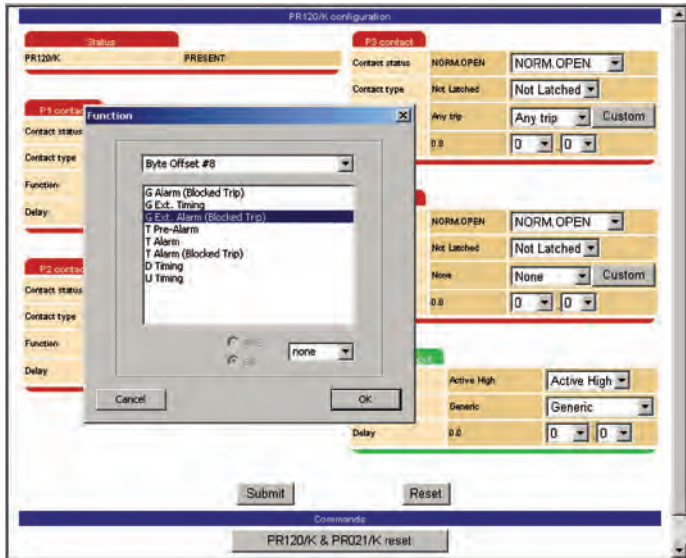 PR120/K configuration
Status
PR120/K PRESENT
P1 contact
Contact status
Contact type
Function
Delay
P2 contact
Contact status
Contact type
Function
Delay
Function
Byte Offset #8
G Alarm (Blocked Trip)
G Ext. Timing
G Ext. Alarm (Blocked Trip)
T Pre-Alarm
T Alarm
T Alarm (Blocked Trip)
D Timing
U Timing
none
Cancel OK
P3 contact
Contact status NORM.OPEN NORM.OPEN
Contact type Not Latched Not Latched
Any trip Any trip Custom
0.0 0 . 0
NORM.OPEN NORM.OPEN
Not Latched Not Latched
None None Custom
0.0 0 . 0
Active High Active High
Generic Generic
Delay 0.0 0 . 0
Submit Reset
Commands
PR120/K & PR021/K reset